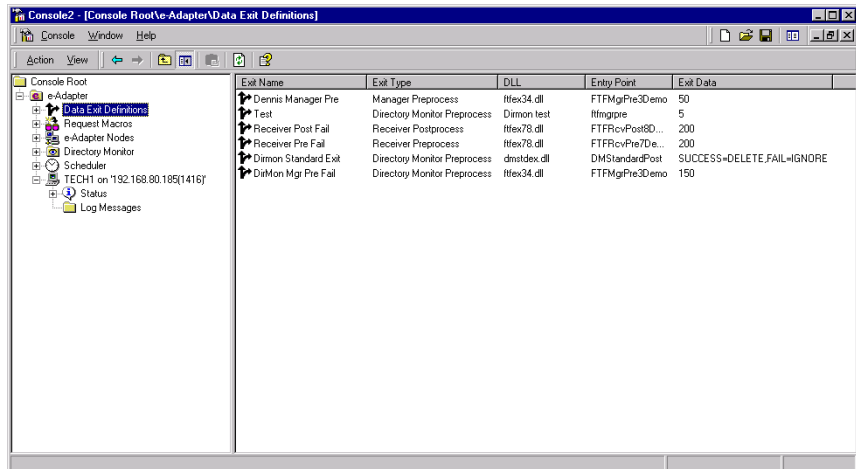 Console2 - [Console Root\e-Adapter\Data Exit Definitions]
Console Window Help
Action View
Console Root
e-Adapter
Data Exit Definitions
Request Macros
e-Adapter Nodes
Directory Monitor
Scheduler
TECH1 on '192.168.80.185(1416)'
Status
Log Messages
Exit Name Exit Type DLL Entry Point Exit Data
Dennis Manager Pre Manager Preprocess ftfex34.dll FTFMgrPre3Demo 50
Test Directory Monitor Preprocess Dirmon test ftfmgrpre 5
Receiver Post Fail Receiver Postprocess ftfex78.dll FTFRcvPost8D... 200
Receiver Pre Fail Receiver Preprocess ftfex78.dll FTFRcvPre7De... 200
Dirmon Standard Exit Directory Monitor Preprocess dmstdex.dll DMStandardPost SUCCESS=DELETE,FAIL=IGNORE
DirMon Mgr Pre Fail Directory Monitor Preprocess ftfex34.dll FTFMgrPre3Demo 150